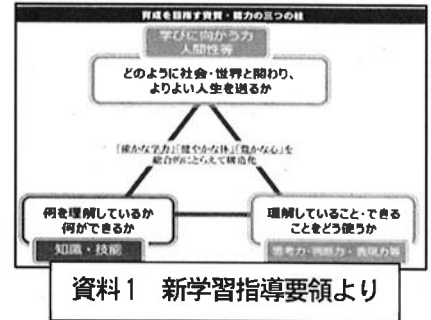 育成を目指す資質・能力の三つの柱
学びに向かう力
人間性等
どのように社会・世界と関わり、
よりよい人生を送るか
「確かな学力」「健やかな体」「豊かな心」を
総合的にとらえて構造化
何を理解しているか
何ができるか
理解していること・できる
ことをどう使うか
知識・技能
思考力・判断力・表現力等
資料1 新学習指導要領より